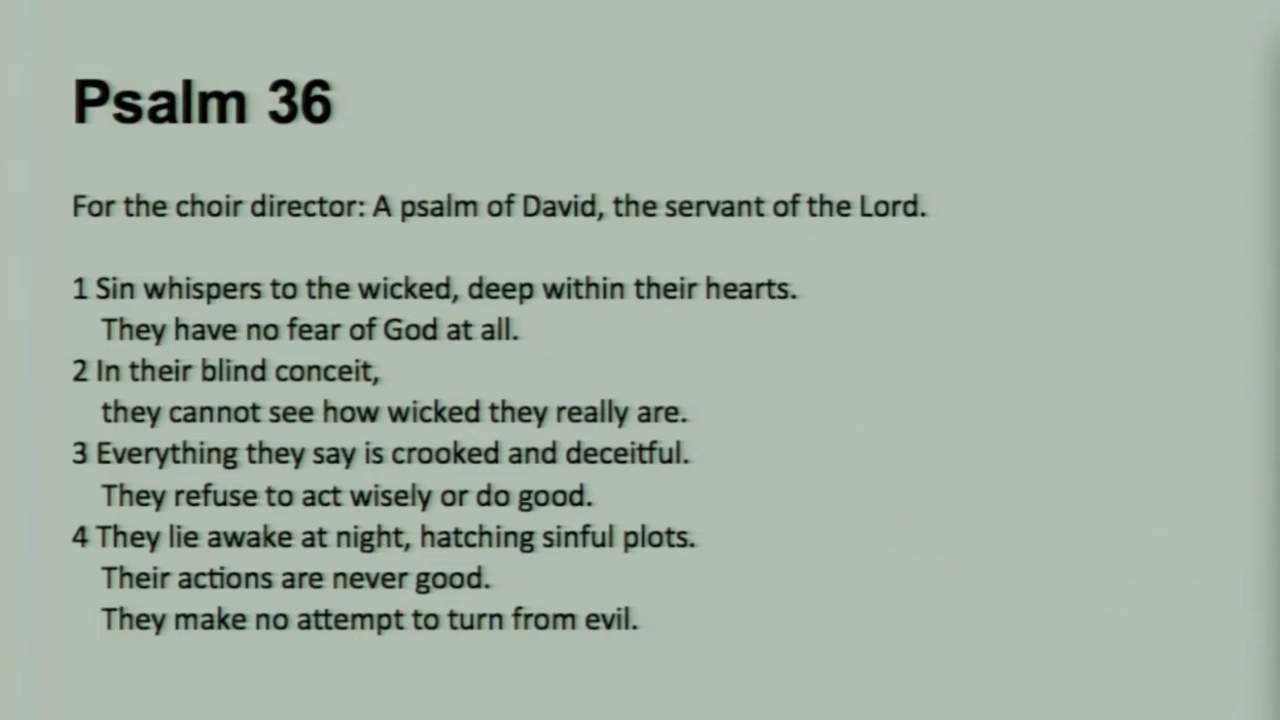 Psalm 36
For the choir director: A psalm of David, the servant of the Lord.
1 Sin whispers to the wicked, deep within their hearts.
They have no fear of God at all.
2 In their blind conceit,
they cannot see how wicked they really are.
3 Everything they say is crooked and deceitful.
They refuse to act wisely or do good.
4 They lie awake at night, hatching sinful plots.
Their actions are never good.
They make no attempt to turn from evil.